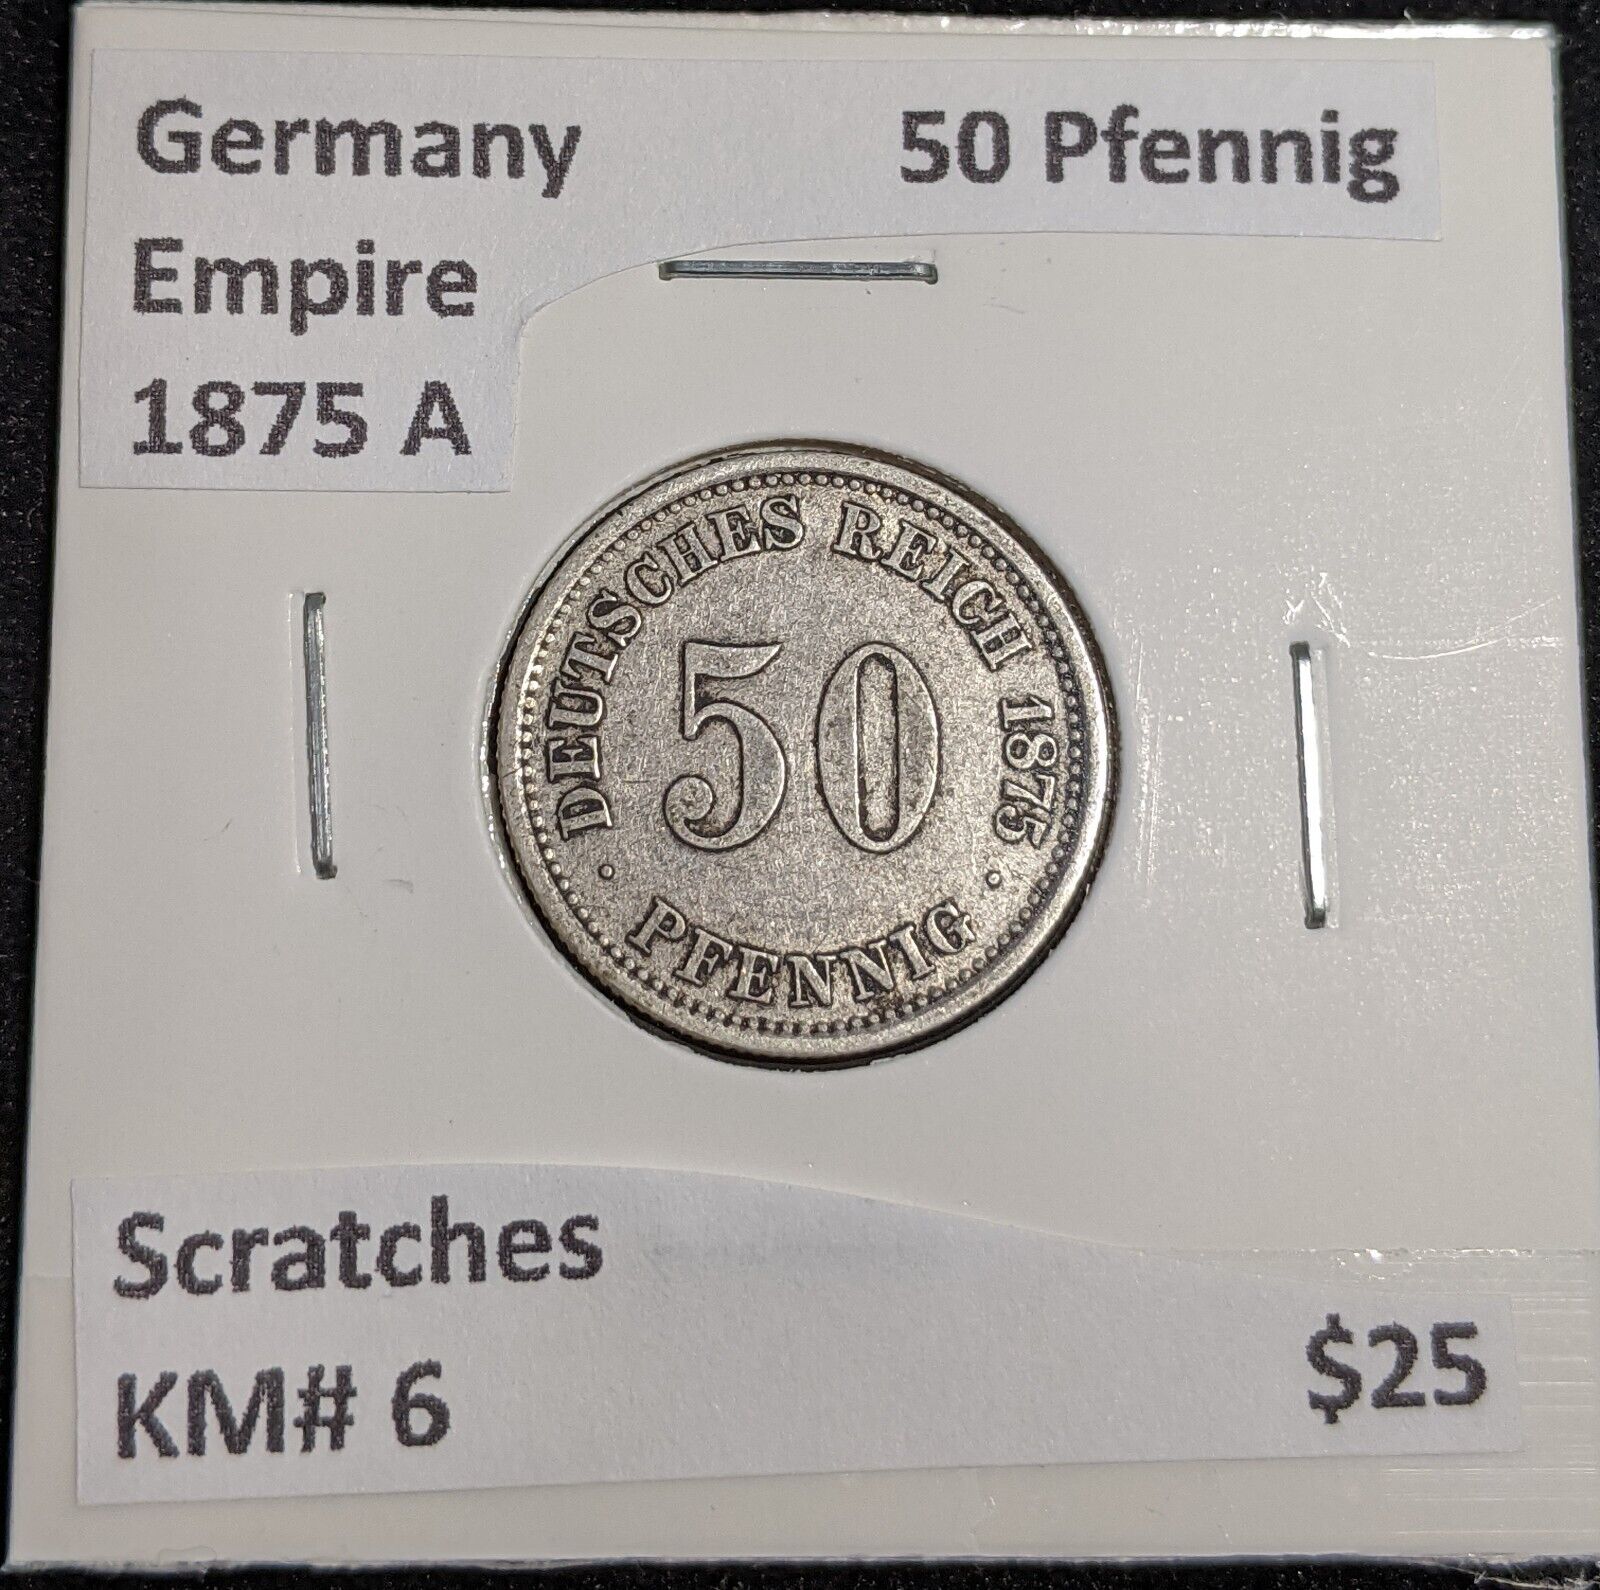 Germany 50 Pfennig
Empire
1875 A
DEUTSCHES REICH 1875
50
· PFENNIG ·
Scratches
KM# 6 $25